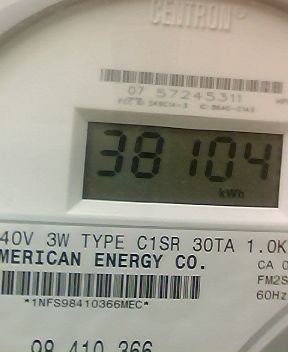 CENTRON®
07 57245311
38104
kWh
40V 3W TYPE C1SR 30TA 1.0K
MERICAN ENERGY CO.
CA 0
FM2S
60Hz
*1NFS98410366MEC*
98 410 366